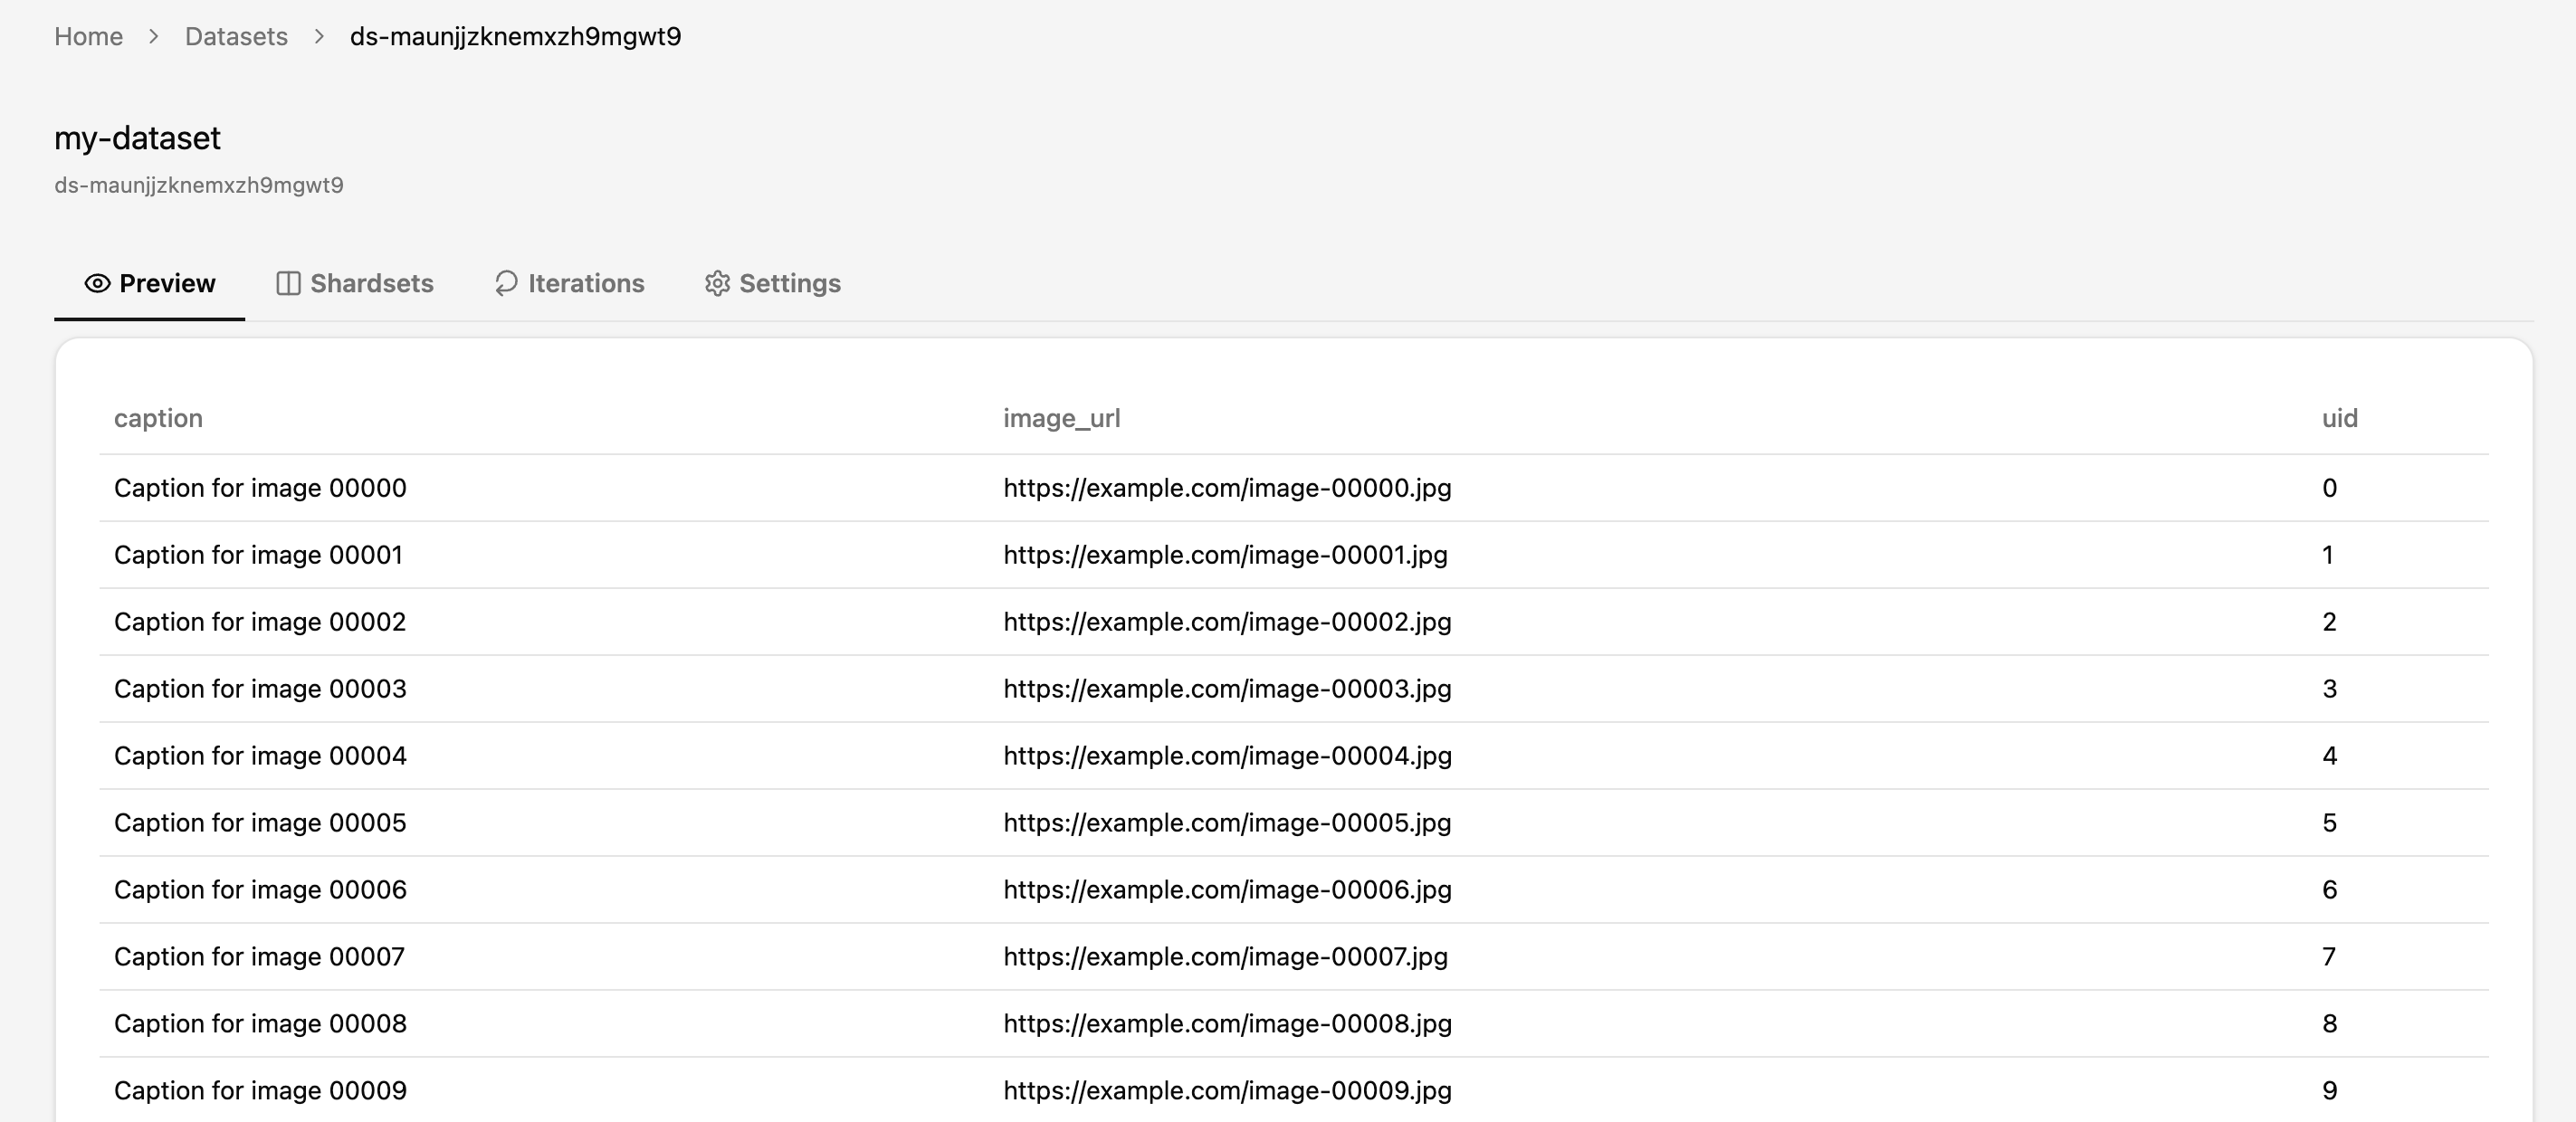 Home > Datasets > ds-maunjjzknemxzh9mgwt9
my-dataset
ds-maunjjzknemxzh9mgwt9
Preview Shardsets Iterations Settings
caption image_url uid
Caption for image 00000 https://example.com/image-00000.jpg 0
Caption for image 00001 https://example.com/image-00001.jpg 1
Caption for image 00002 https://example.com/image-00002.jpg 2
Caption for image 00003 https://example.com/image-00003.jpg 3
Caption for image 00004 https://example.com/image-00004.jpg 4
Caption for image 00005 https://example.com/image-00005.jpg 5
Caption for image 00006 https://example.com/image-00006.jpg 6
Caption for image 00007 https://example.com/image-00007.jpg 7
Caption for image 00008 https://example.com/image-00008.jpg 8
Caption for image 00009 https://example.com/image-00009.jpg 9